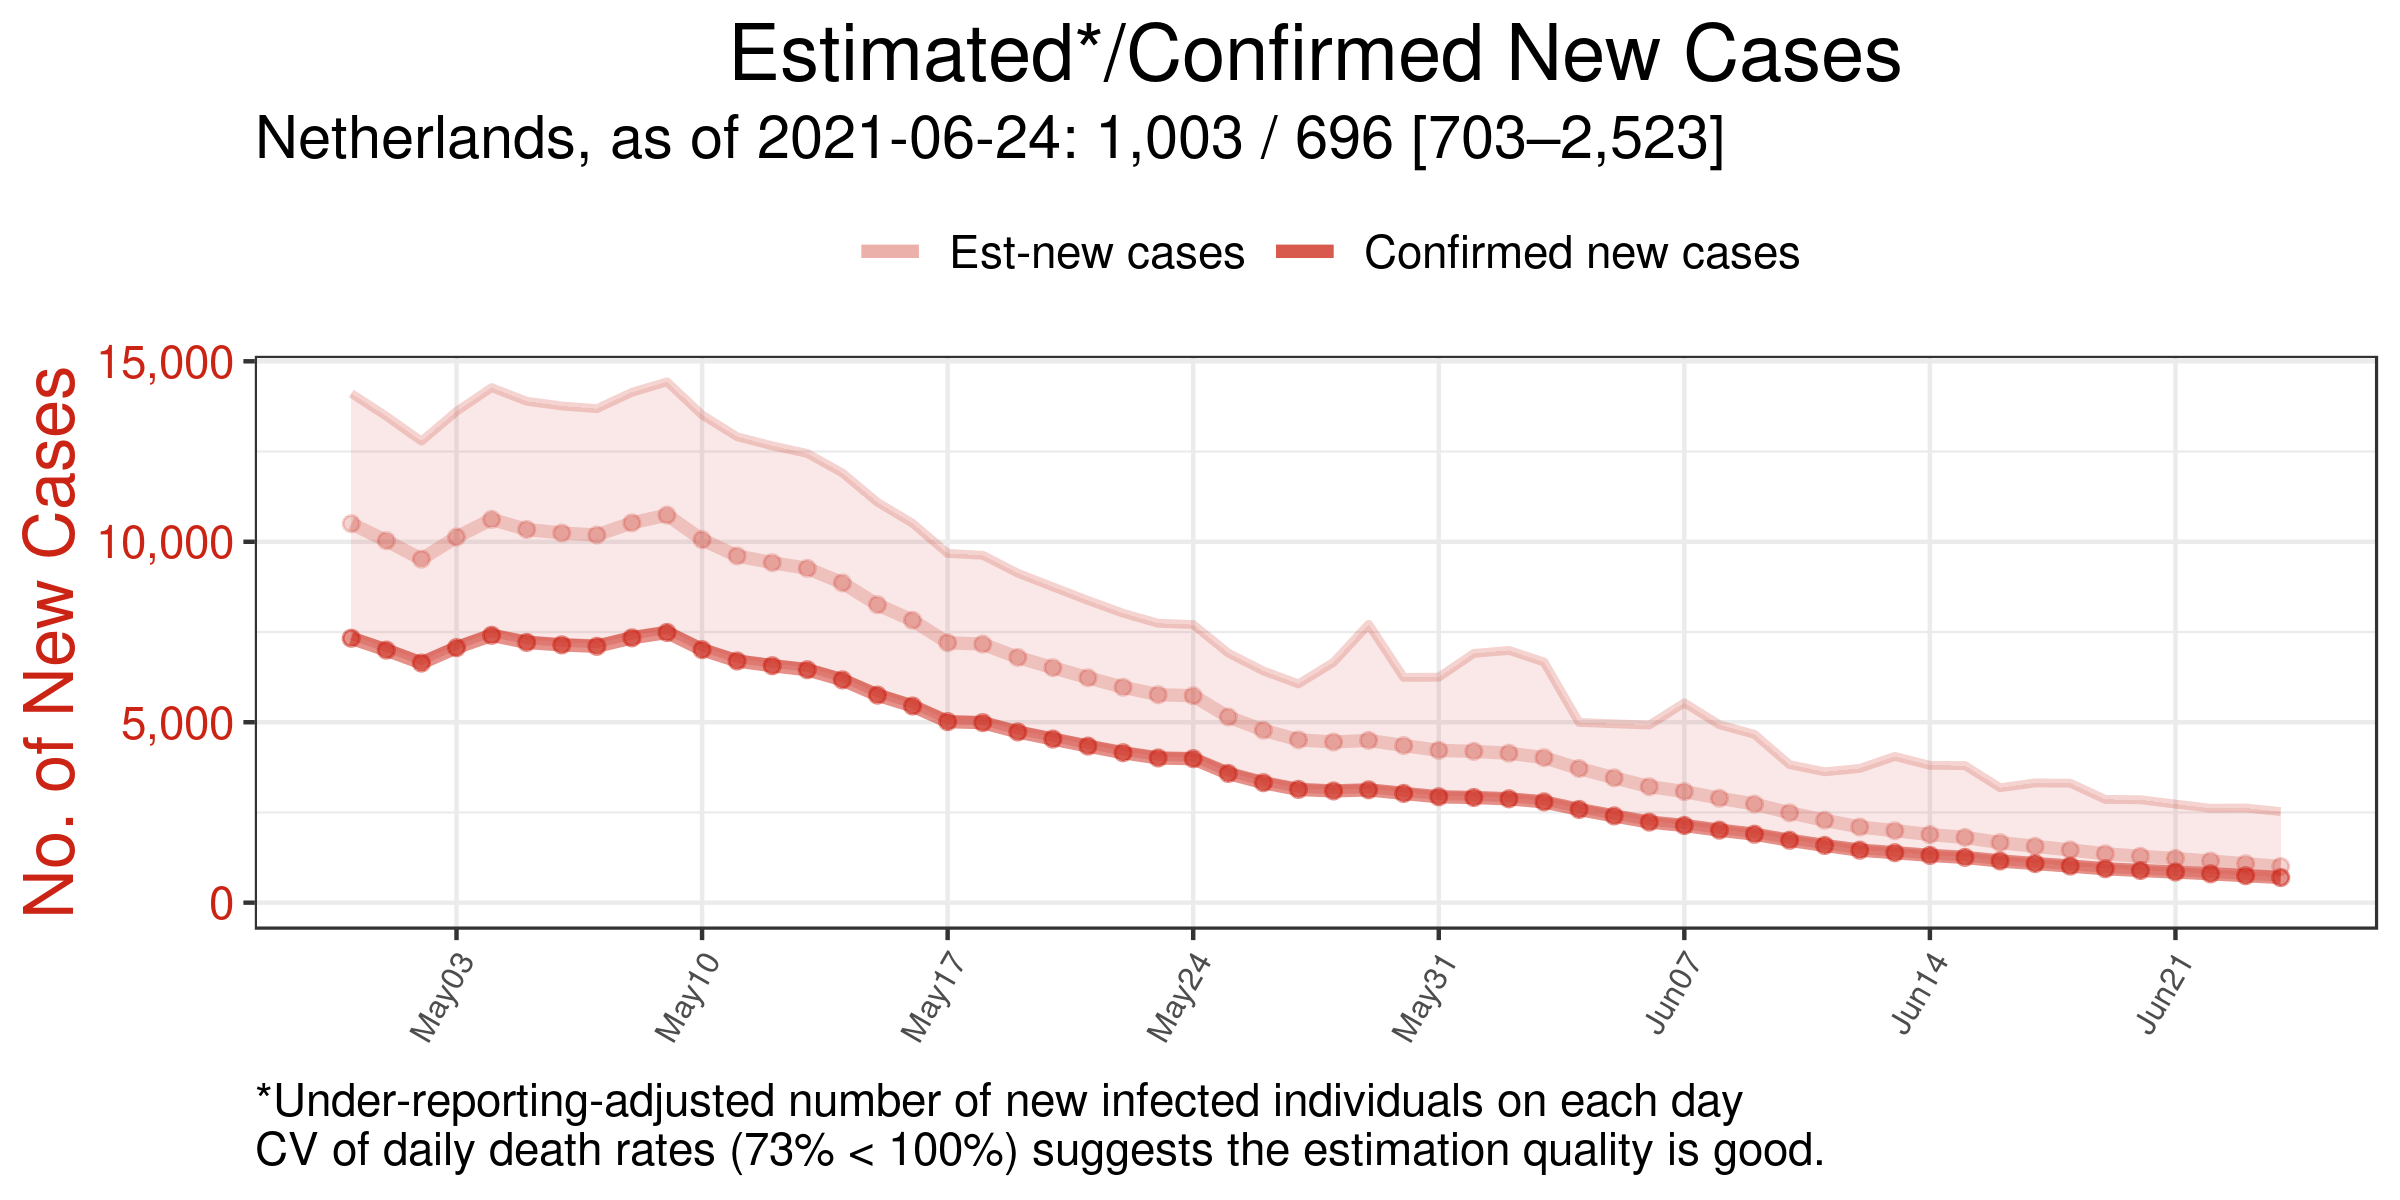 Estimated*/Confirmed New Cases
Netherlands, as of 2021-06-24: 1,003 / 696 [703–2,523]
Est-new cases
Confirmed new cases
No. of New Cases
15,000
10,000
5,000
0
May03
May10
May17
May24
May31
Jun07
Jun14
Jun21
*Under-reporting-adjusted number of new infected individuals on each day
CV of daily death rates (73% < 100%) suggests the estimation quality is good.